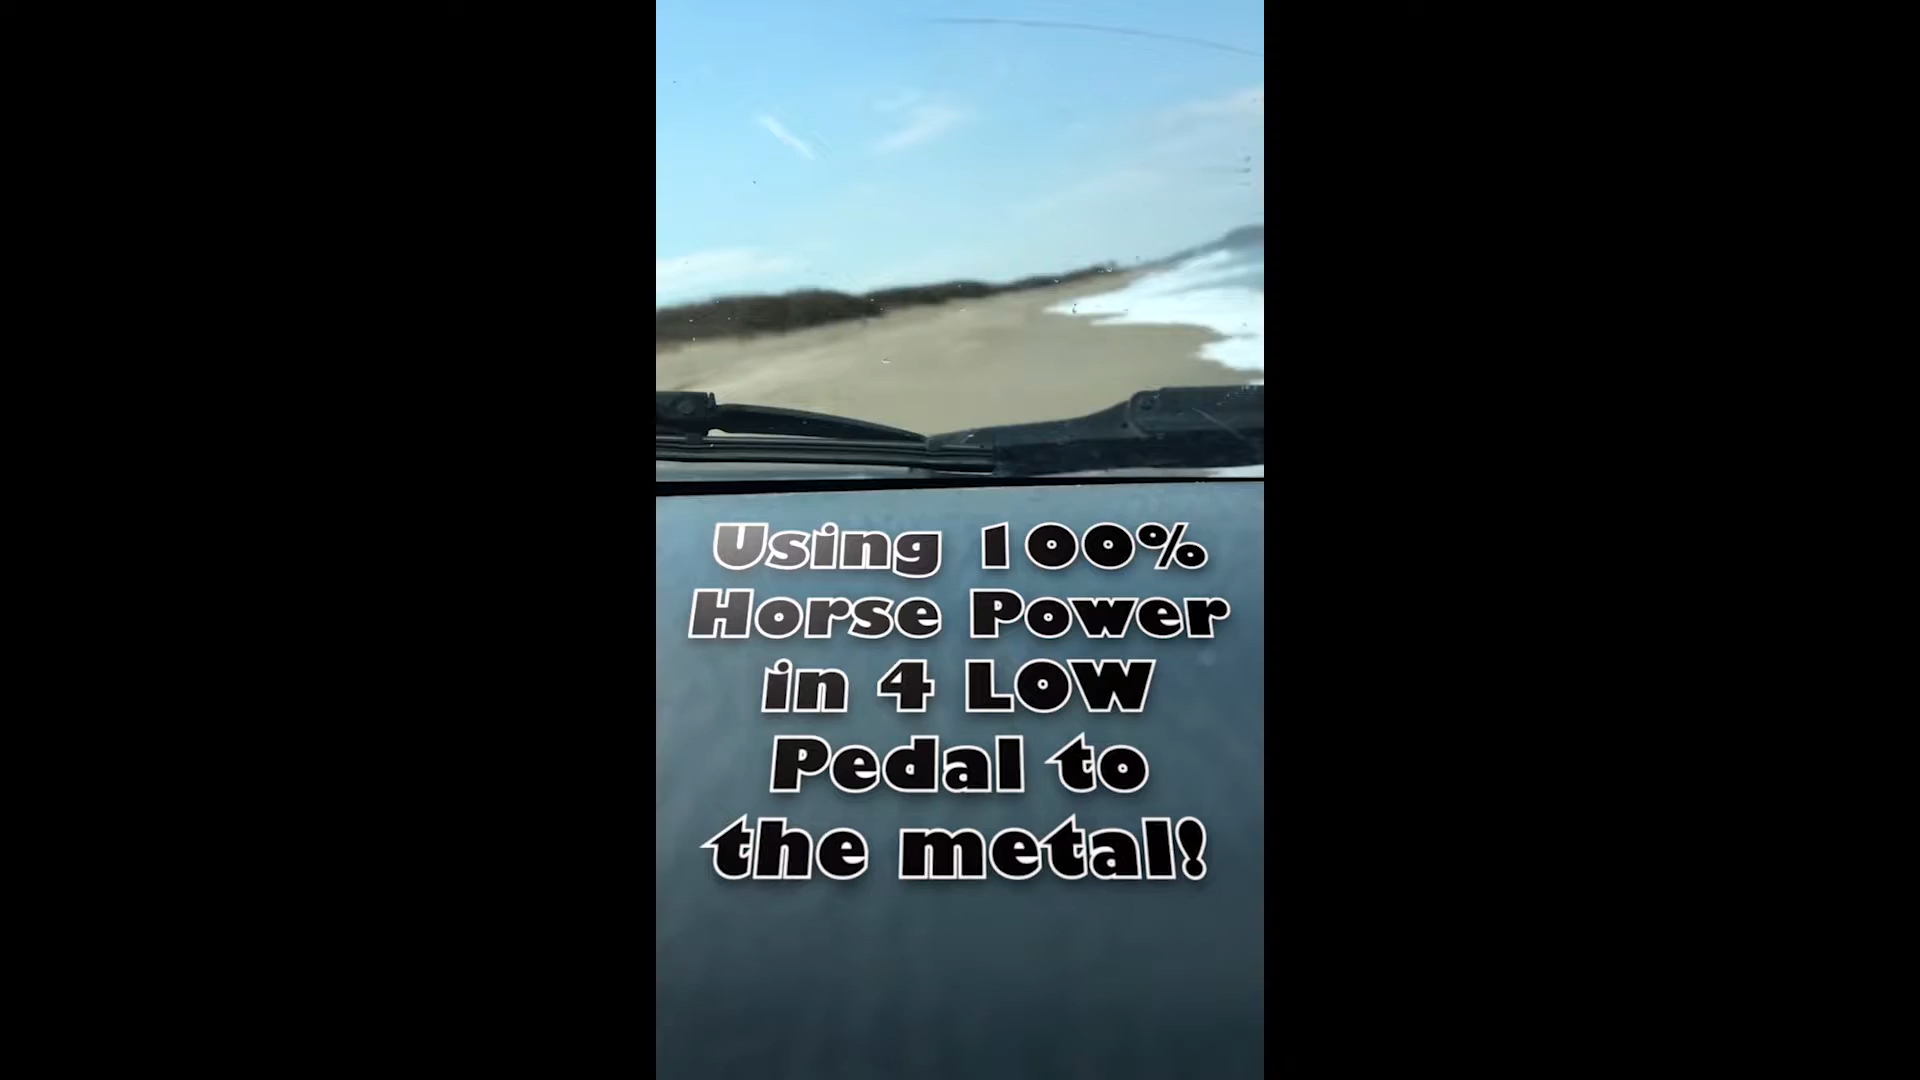 Using 100%
Horse Power
in 4 LOW
Pedal to
the metal!